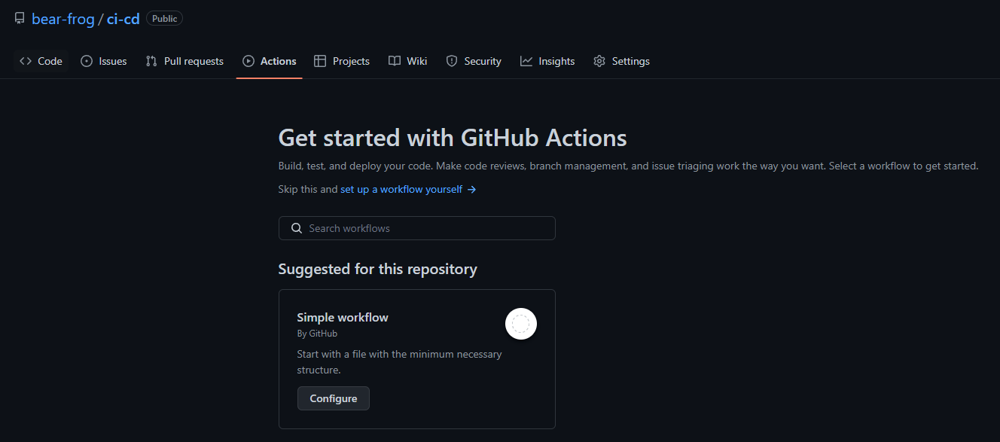 bear-frog / ci-cd Public
Code Issues Pull requests Actions Projects Wiki Security Insights Settings
Get started with GitHub Actions
Build, test, and deploy your code. Make code reviews, branch management, and issue triaging work the way you want. Select a workflow to get started.
Skip this and set up a workflow yourself →
Search workflows
Suggested for this repository
Simple workflow
By GitHub
Start with a file with the minimum necessary
structure.
Configure